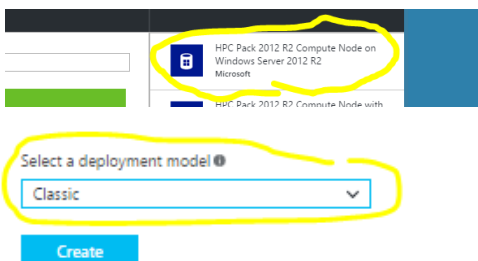 HPC Pack 2012 R2 Compute Node on
Windows Server 2012 R2
Microsoft
HPC Pack 2012 R2 Compute Node with
Select a deployment model
Classic
Create